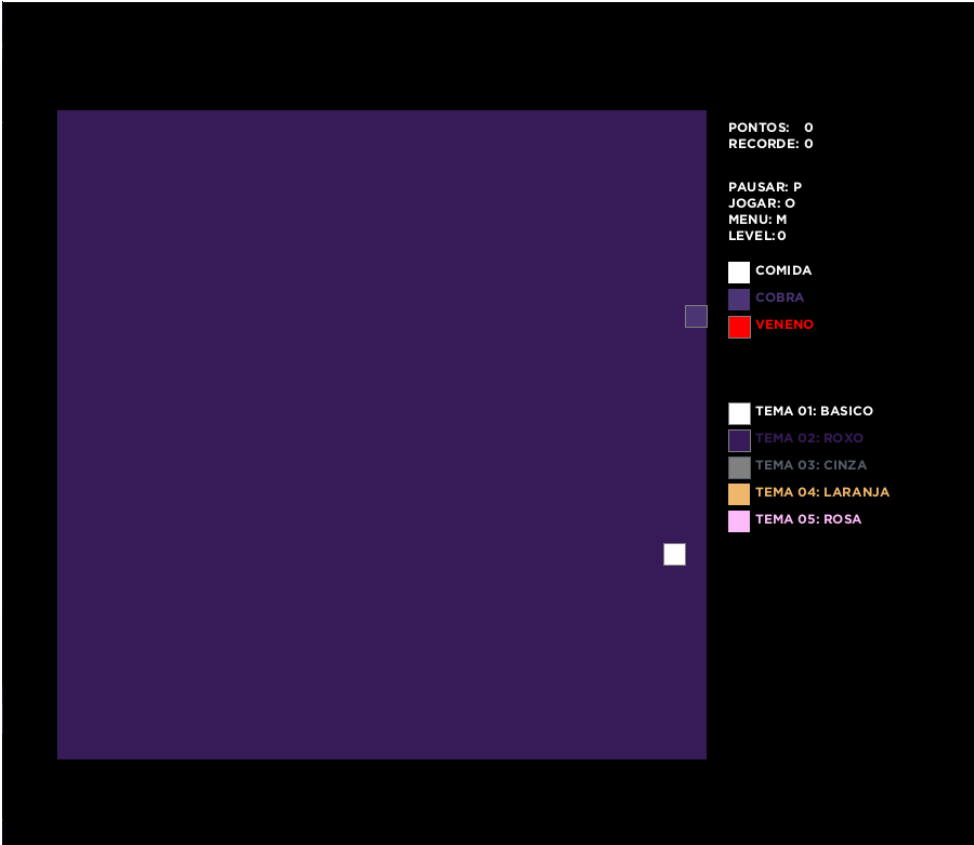 PONTOS: 0
RECORDE: 0
PAUSAR: P
JOGAR: O
MENU: M
LEVEL:0
COMIDA
COBRA
VENENO
TEMA 01: BASICO
TEMA 02: ROXO
TEMA 03: CINZA
TEMA 04: LARANJA
TEMA 05: ROSA